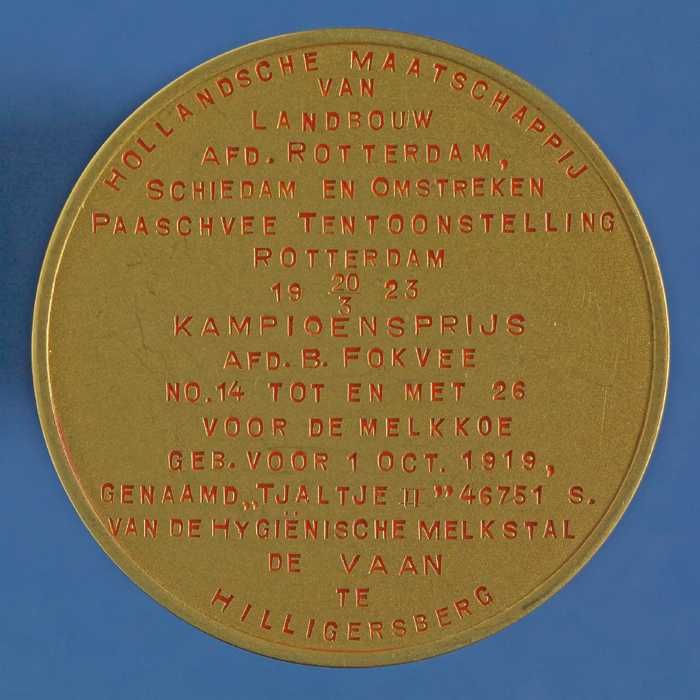 HOLLANDSCHE MAATSCHAPPIJ
VAN
LANDBOUW
AFD. ROTTERDAM,
SCHIEDAM EN OMSTREKEN
PAASCHVEE TENTOONSTELLING
ROTTERDAM
19 20/3 23
KAMPIOENSPRIJS
AFD. B. FOKVEE
NO. 14 TOT EN MET 26
VOOR DE MELKKOE
GEB. VOOR 1 OCT. 1919,
GENAAMD „TJALTJE II” 46751 S.
VAN DE HYGIËNISCHE MELKSTAL
DE VAAN
TE
HILLIGERSBERG